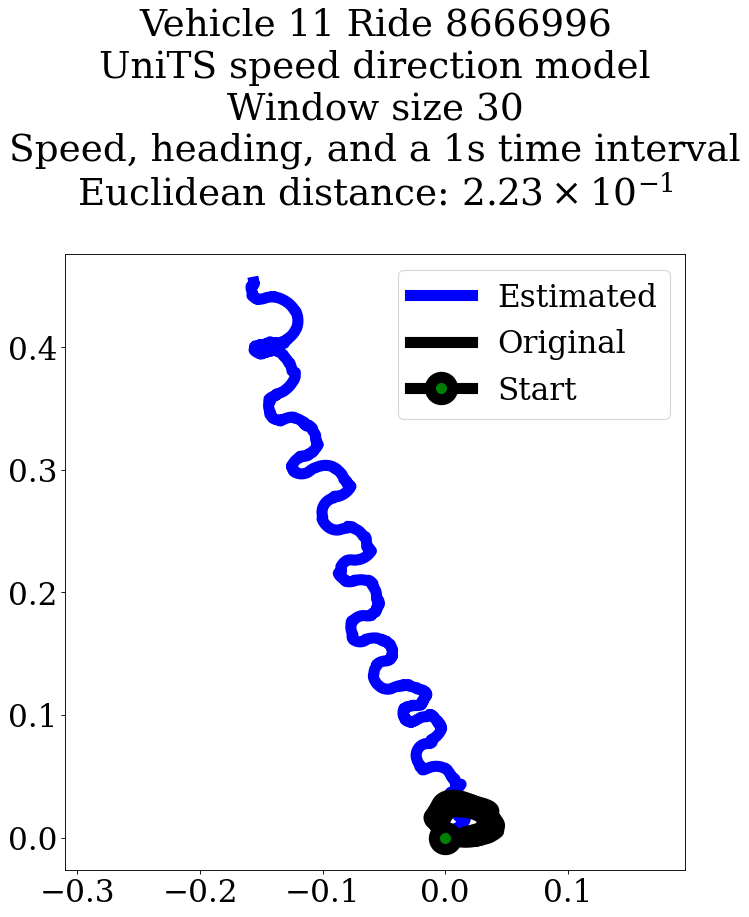 Vehicle 11 Ride 8666996
UniTS speed direction model
Window size 30
Speed, heading, and a 1s time interval
Euclidean distance: 2.23 × 10⁻¹
Estimated
Original
Start
0.4
0.3
0.2
0.1
0.0
−0.3 −0.2 −0.1 0.0 0.1